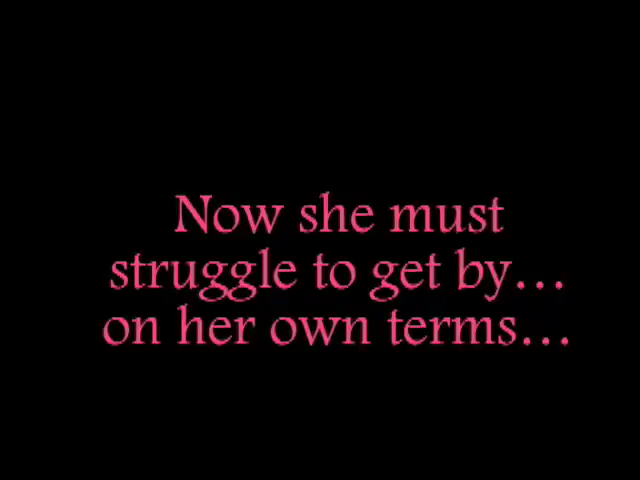 Now she must
struggle to get by...
on her own terms...